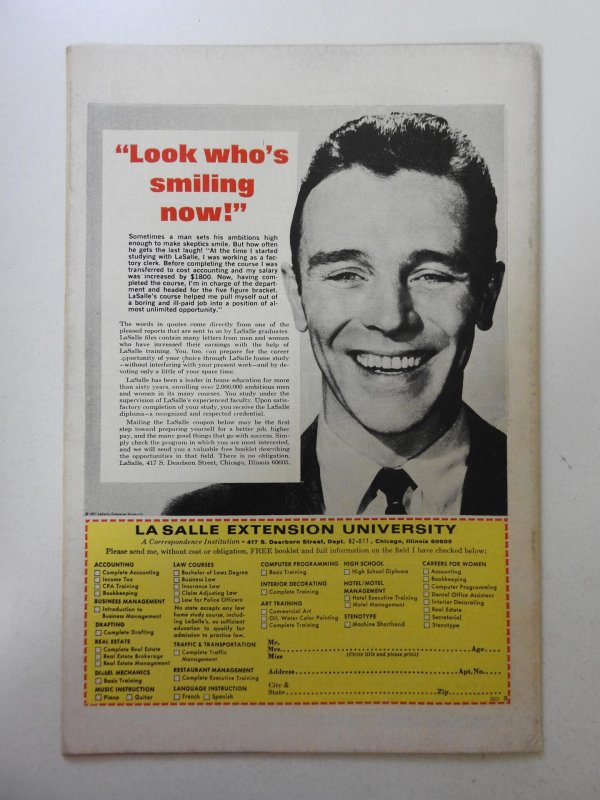 “Look who’s
smiling
now!”
Sometimes a man sets his ambitions high
enough to make skeptics smile. But how often
he gets the last laugh! “At the time I started
studying with LaSalle, I was working as a fac-
tory clerk. Before completing the course I was
transferred to cost accounting and my salary
was increased by $1800. Now, having com-
pleted the course, I’m in charge of the depart-
ment and headed for the five figure bracket.
LaSalle’s course helped me pull myself out of
a boring and ill-paid job into a position of al-
most unlimited opportunity.”
The words in quotes come directly from one of the
pleased reports that are sent to us by LaSalle graduates.
LaSalle files contain many letters from men and women
who have increased their earnings with the help of
LaSalle training. You, too, can prepare for the career
opportunity of your choice through LaSalle home study
—without interfering with your present work—and by de-
voting only a little of your spare time.
LaSalle has been a leader in home education for more
than sixty years, enrolling over 2,000,000 ambitious men
and women in its many courses. You study under the
supervision of LaSalle’s experienced faculty. Upon satis-
factory completion of your study, you receive the LaSalle
diploma—a recognized and respected credential.
Mailing the LaSalle coupon below may be the first
step toward preparing yourself for a better job, higher
pay, and the many good things that go with success. Sim-
ply check the program in which you are most interested,
and we will send you a valuable free booklet describing
the opportunities in that field. There is no obligation.
LaSalle, 417 S. Dearborn Street, Chicago, Illinois 60605.
© 1971 LaSalle Extension University
LA SALLE EXTENSION UNIVERSITY
A Correspondence Institution • 417 S. Dearborn Street, Dept. 82-011, Chicago, Illinois 60605
Please send me, without cost or obligation, FREE booklet and full information on the field I have checked below:
ACCOUNTING
Complete Accounting
Income Tax
CPA Training
Bookkeeping
BUSINESS MANAGEMENT
Introduction to
Business Management
DRAFTING
Complete Drafting
REAL ESTATE
Complete Real Estate
Real Estate Brokerage
Real Estate Management
DIESEL MECHANICS
Basic Training
MUSIC INSTRUCTION
Piano Guitar
LAW COURSES
Bachelor of Laws Degree
Business Law
Insurance Law
Claim Adjusting Law
Law for Police Officers
No state accepts any law
home study course, includ-
ing LaSalle’s, as sufficient
education to qualify for
admission to practice law.
TRAFFIC & TRANSPORTATION
Complete Traffic
Management
RESTAURANT MANAGEMENT
Complete Executive Training
LANGUAGE INSTRUCTION
French Spanish
COMPUTER PROGRAMMING
Basic Training
INTERIOR DECORATING
Complete Training
ART TRAINING
Commercial Art
Oil, Water Color Painting
Complete Training
HIGH SCHOOL
High School Diploma
HOTEL/MOTEL
MANAGEMENT
Hotel Executive Training
Motel Management
STENOTYPE
Machine Shorthand
CAREERS FOR WOMEN
Accounting
Bookkeeping
Computer Programming
Dental Office Assistant
Interior Decorating
Real Estate
Secretarial
Stenotype
Mr.
Mrs. Age
Miss (Circle title and please print)
Address Apt. No.
City &
State Zip